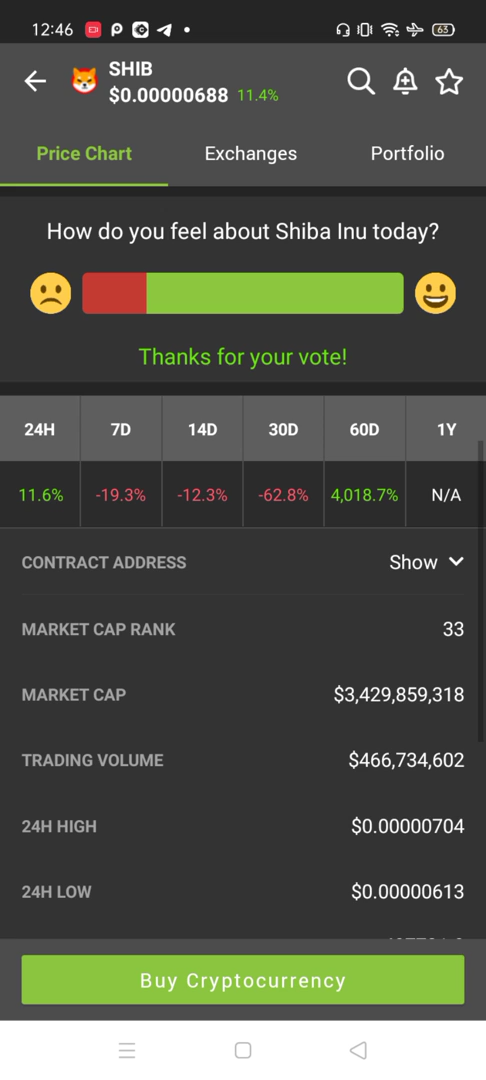 12:46
63
SHIB
$0.00000688 11.4%
Price Chart Exchanges Portfolio
How do you feel about Shiba Inu today?
Thanks for your vote!
24H 7D 14D 30D 60D 1Y
11.6% -19.3% -12.3% -62.8% 4,018.7% N/A
CONTRACT ADDRESS Show
MARKET CAP RANK 33
MARKET CAP $3,429,859,318
TRADING VOLUME $466,734,602
24H HIGH $0.00000704
24H LOW $0.00000613
Buy Cryptocurrency